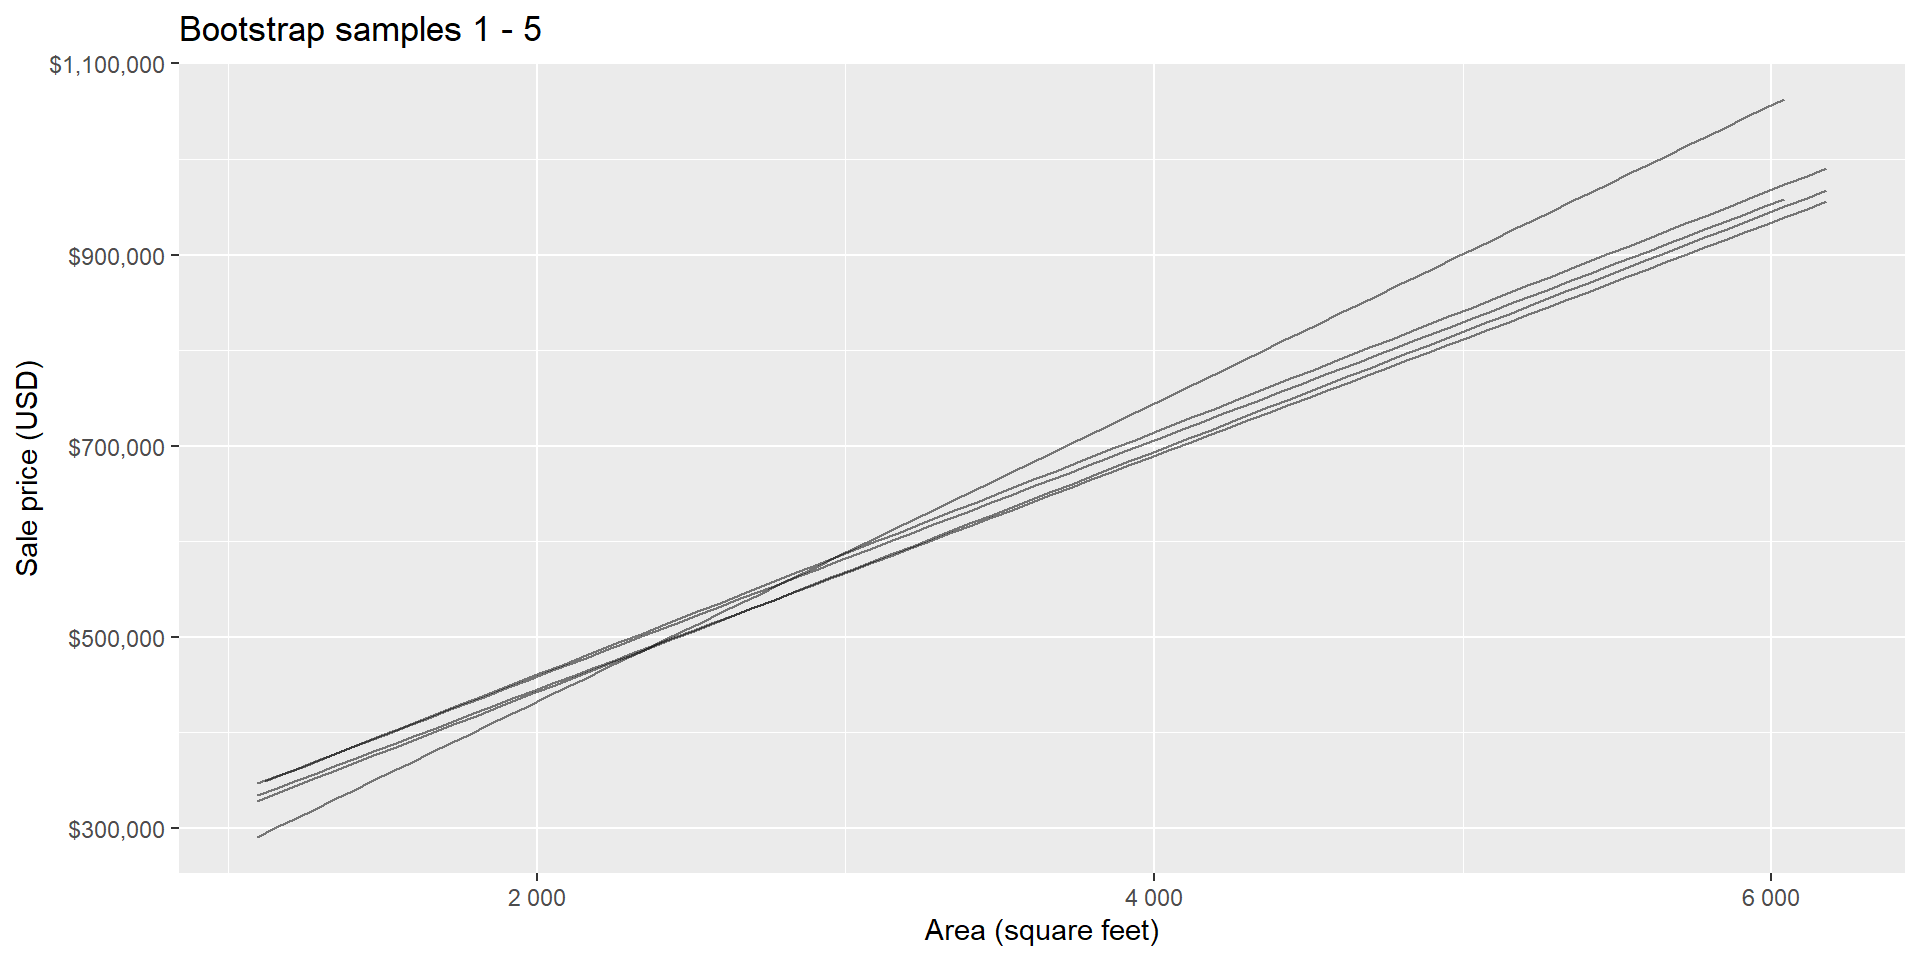 Bootstrap samples 1 - 5
$1,100,000
$900,000
$700,000
$500,000
$300,000
Sale price (USD)
2 000 4 000 6 000
Area (square feet)